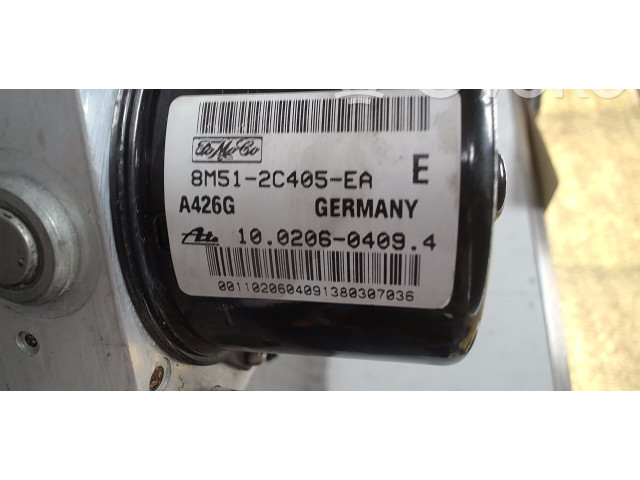 FoMoCo
8M51-2C405-EA E
A426G GERMANY
Ate 10.0206-0409.4
0011020604091380307036